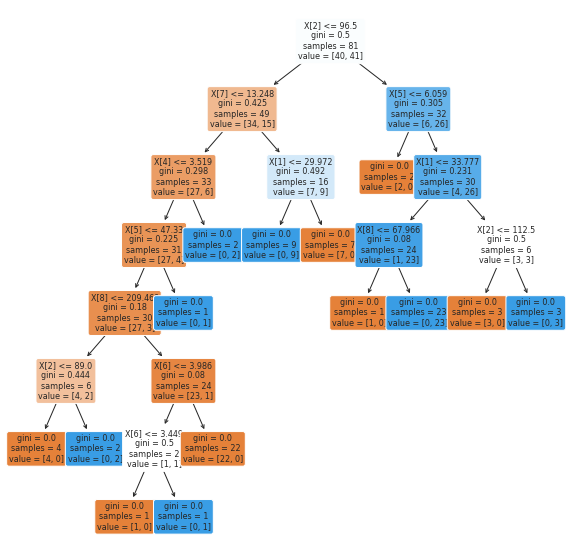 X[2] <= 96.5
gini = 0.5
samples = 81
value = [40, 41]
X[7] <= 13.248
gini = 0.425
samples = 49
value = [34, 15]
X[5] <= 6.059
gini = 0.305
samples = 32
value = [6, 26]
X[4] <= 3.519
gini = 0.298
samples = 33
value = [27, 6]
X[1] <= 29.972
gini = 0.492
samples = 16
value = [7, 9]
gini = 0.0
samples = 2
value = [2, 0
X[1] <= 33.777
gini = 0.231
samples = 30
value = [4, 26]
X[5] <= 47.33
gini = 0.225
samples = 31
value = [27, 4
gini = 0.0
samples = 2
value = [0, 2]
gini = 0.0
samples = 9
value = [0, 9]
gini = 0.0
samples = 7
value = [7, 0
X[8] <= 67.966
gini = 0.08
samples = 24
value = [1, 23]
X[2] <= 112.5
gini = 0.5
samples = 6
value = [3, 3]
X[8] <= 209.46
gini = 0.18
samples = 30
value = [27, 3
gini = 0.0
samples = 1
value = [0, 1]
gini = 0.0
samples = 1
value = [1, 0
gini = 0.0
samples = 23
value = [0, 23
gini = 0.0
samples = 3
value = [3, 0]
gini = 0.0
samples = 3
value = [0, 3]
X[2] <= 89.0
gini = 0.444
samples = 6
value = [4, 2]
X[6] <= 3.986
gini = 0.08
samples = 24
value = [23, 1]
gini = 0.0
samples = 4
value = [4, 0]
gini = 0.0
samples = 2
value = [0, 2
X[6] <= 3.449
gini = 0.5
samples = 2
value = [1, 1
gini = 0.0
samples = 22
value = [22, 0]
gini = 0.0
samples = 1
value = [1, 0]
gini = 0.0
samples = 1
value = [0, 1]